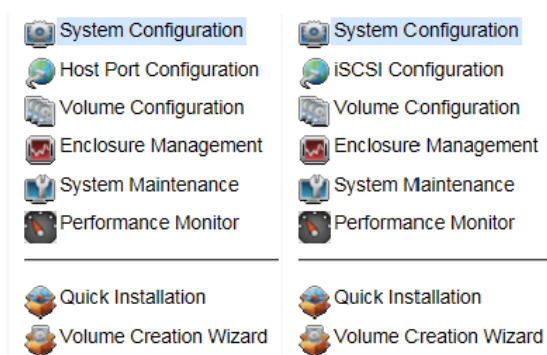 System Configuration
Host Port Configuration
Volume Configuration
Enclosure Management
System Maintenance
Performance Monitor
Quick Installation
Volume Creation Wizard
System Configuration
iSCSI Configuration
Volume Configuration
Enclosure Management
System Maintenance
Performance Monitor
Quick Installation
Volume Creation Wizard